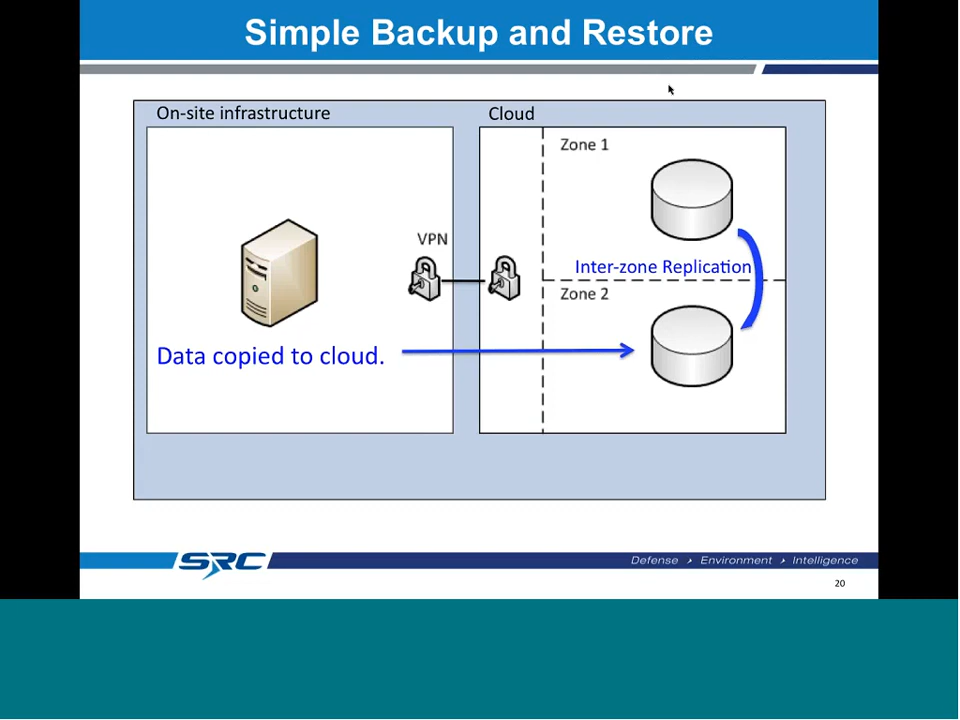 Simple Backup and Restore
On-site infrastructure
Cloud
Zone 1
VPN
Inter-zone Replication
Zone 2
Data copied to cloud.
SRC
Defense Environment Intelligence
20